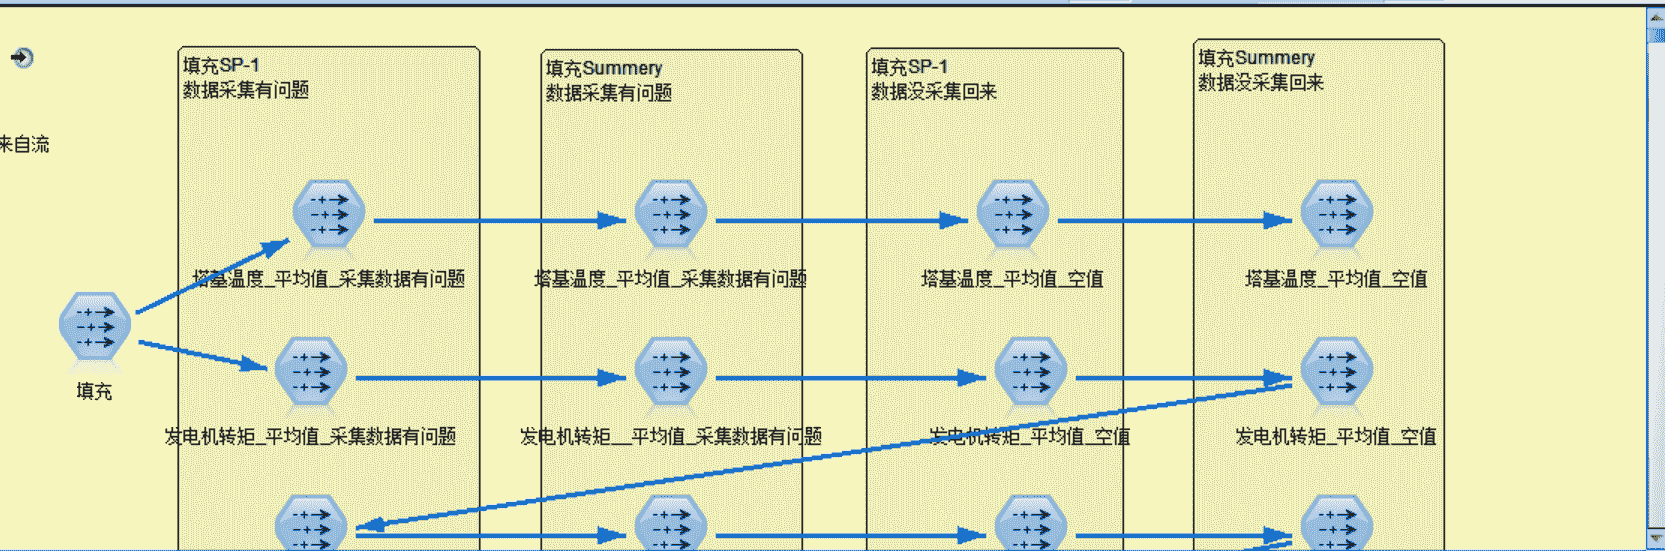 填充SP-1
数据采集有问题
填充Summery
数据采集有问题
填充SP-1
数据没采集回来
填充Summery
数据没采集回来
来自流
塔基温度_平均值_采集数据有问题
塔基温度_平均值_采集数据有问题
塔基温度_平均值_空值
塔基温度_平均值_空值
填充
发电机转矩_平均值_采集数据有问题
发电机转矩__平均值_采集数据有问题
发电机转矩_平均值_空值
发电机转矩_平均值_空值